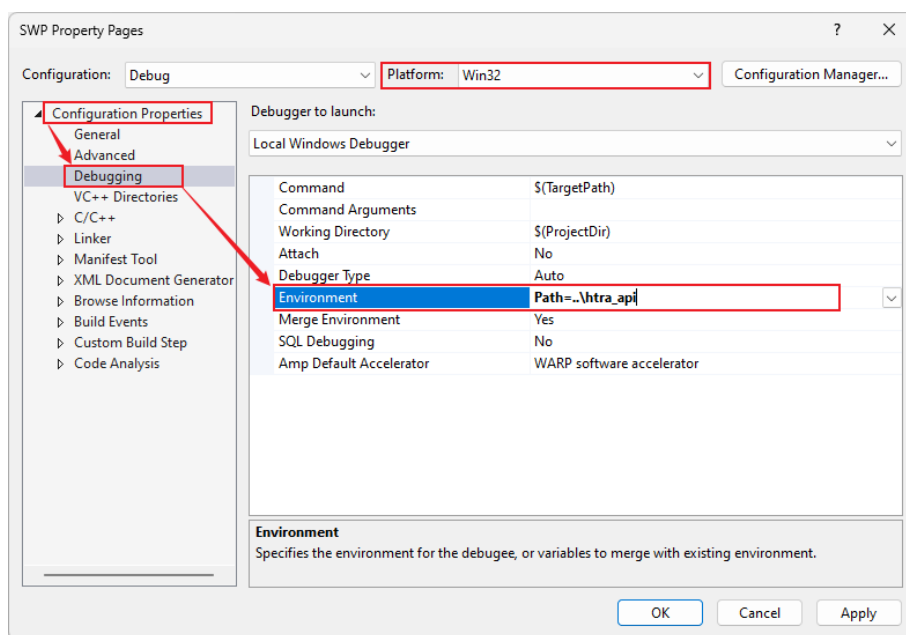 SWP Property Pages ? ×
Configuration: Debug Platform: Win32 Configuration Manager...
Configuration Properties
General
Advanced
Debugging
VC++ Directories
C/C++
Linker
Manifest Tool
XML Document Generator
Browse Information
Build Events
Custom Build Step
Code Analysis
Debugger to launch:
Local Windows Debugger
Command $(TargetPath)
Command Arguments
Working Directory $(ProjectDir)
Attach No
Debugger Type Auto
Environment Path=..\htra_api
Merge Environment Yes
SQL Debugging No
Amp Default Accelerator WARP software accelerator
Environment
Specifies the environment for the debugee, or variables to merge with existing environment.
OK Cancel Apply